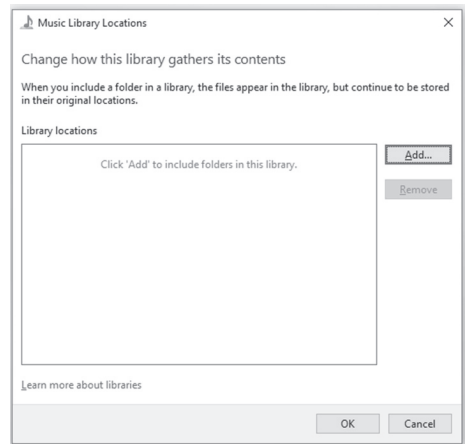 Music Library Locations
Change how this library gathers its contents
When you include a folder in a library, the files appear in the library, but continue to be stored
in their original locations.
Library locations
Click 'Add' to include folders in this library.
Add...
Remove
Learn more about libraries
OK
Cancel